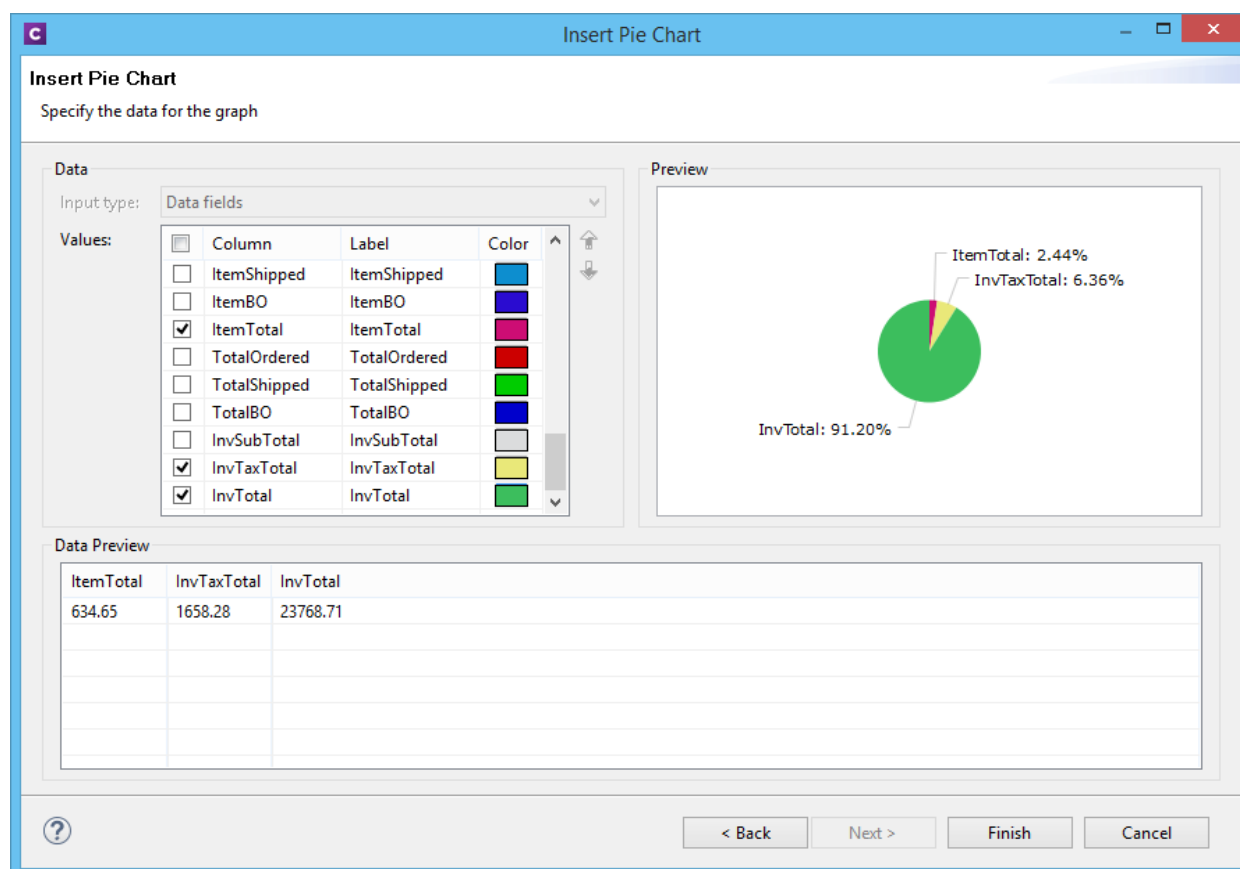 C
Insert Pie Chart
Insert Pie Chart
Specify the data for the graph
Data
Input type: Data fields
Values:
Column Label Color
ItemShipped ItemShipped
ItemBO ItemBO
ItemTotal ItemTotal
TotalOrdered TotalOrdered
TotalShipped TotalShipped
TotalBO TotalBO
InvSubTotal InvSubTotal
InvTaxTotal InvTaxTotal
InvTotal InvTotal
Preview
ItemTotal: 2.44%
InvTaxTotal: 6.36%
InvTotal: 91.20%
Data Preview
ItemTotal InvTaxTotal InvTotal
634.65 1658.28 23768.71
?
< Back Next > Finish Cancel